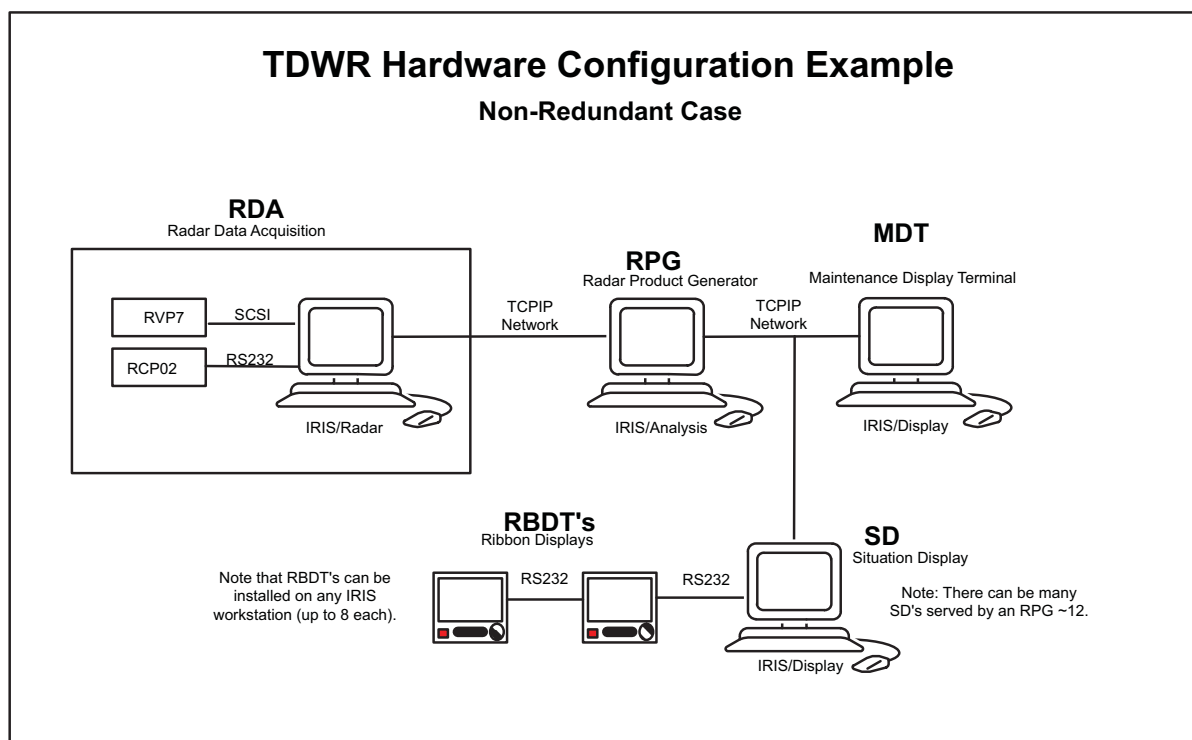 TDWR Hardware Configuration Example
Non-Redundant Case
RDA
Radar Data Acquisition
RVP7
SCSI
RCP02
RS232
IRIS/Radar
TCPIP
Network
RPG
Radar Product Generator
IRIS/Analysis
TCPIP
Network
MDT
Maintenance Display Terminal
IRIS/Display
RBDT's
Ribbon Displays
Note that RBDT's can be
installed on any IRIS
workstation (up to 8 each).
RS232
RS232
SD
Situation Display
Note: There can be many
SD's served by an RPG ~12.
IRIS/Display